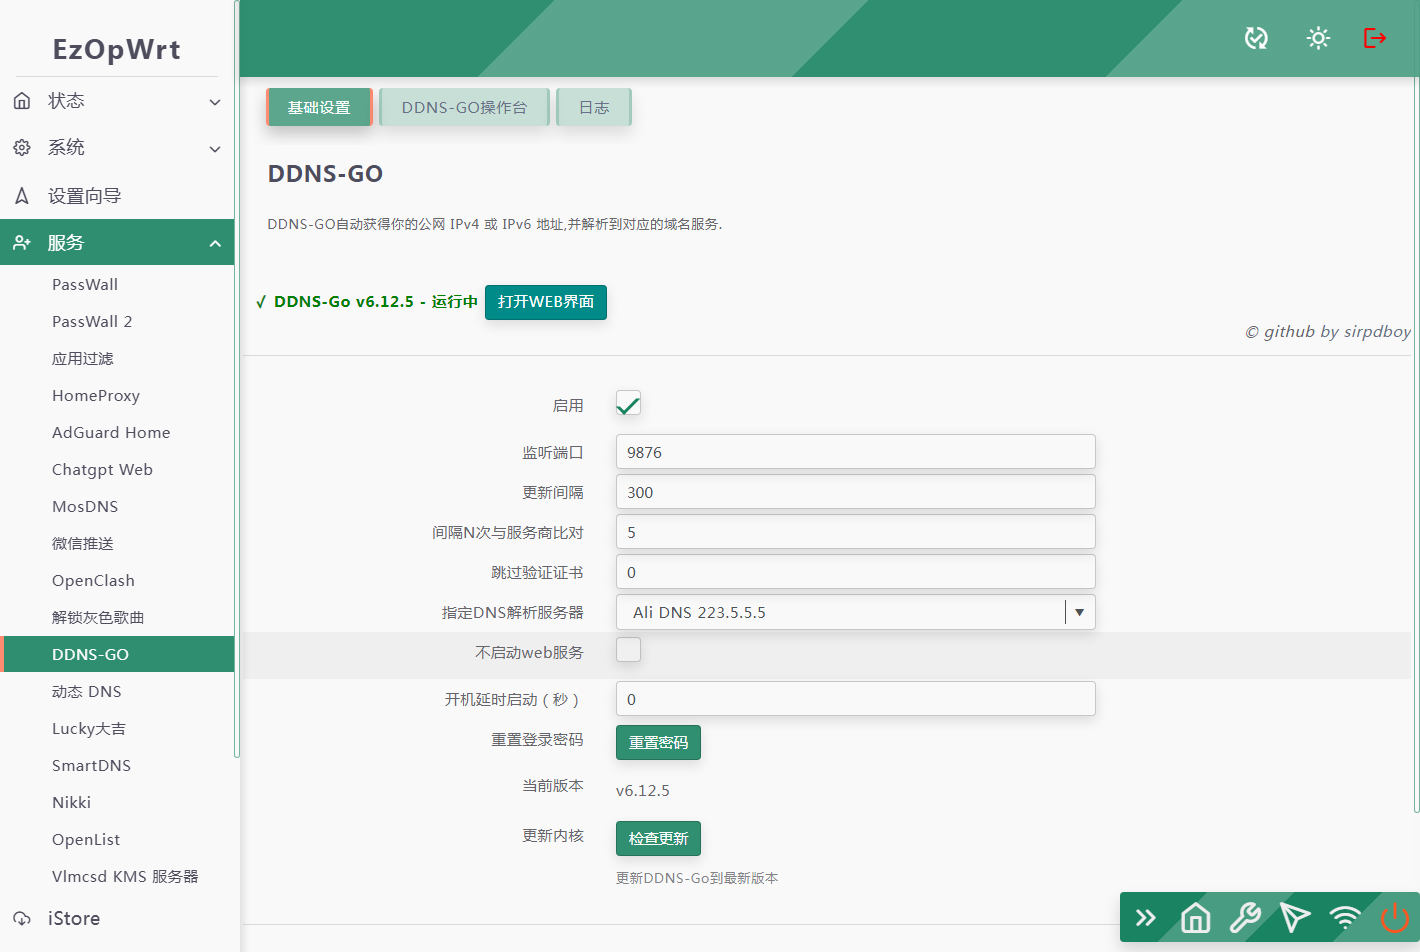 EzOpWrt
状态
系统
设置向导
服务
PassWall
PassWall 2
应用过滤
HomeProxy
AdGuard Home
Chatgpt Web
MosDNS
微信推送
OpenClash
解锁灰色歌曲
DDNS-GO
动态 DNS
Lucky大吉
SmartDNS
Nikki
OpenList
Vlmcsd KMS 服务器
iStore
基础设置 DDNS-GO操作台 日志
DDNS-GO
DDNS-GO自动获得你的公网 IPv4 或 IPv6 地址,并解析到对应的域名服务.
√ DDNS-Go v6.12.5 - 运行中 打开WEB界面
© github by sirpdboy
启用
监听端口 9876
更新间隔 300
间隔N次与服务商比对 5
跳过验证证书 0
指定DNS解析服务器 Ali DNS 223.5.5.5
不启动web服务
开机延时启动（秒） 0
重置登录密码 重置密码
当前版本 v6.12.5
更新内核 检查更新
更新DDNS-Go到最新版本